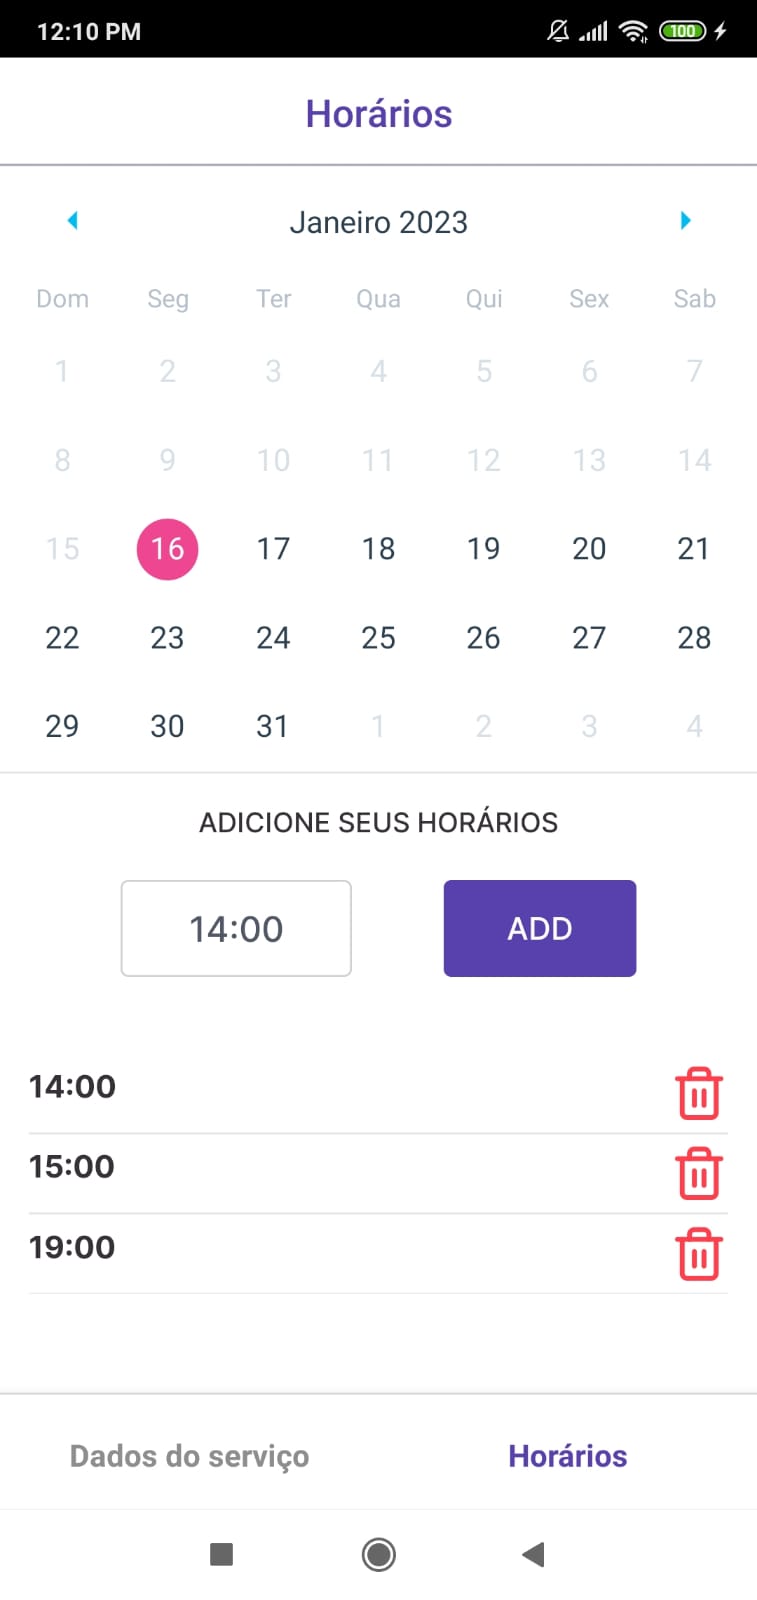 12:10 PM 100
Horários
Janeiro 2023
Dom Seg Ter Qua Qui Sex Sab
1 2 3 4 5 6 7
8 9 10 11 12 13 14
15 16 17 18 19 20 21
22 23 24 25 26 27 28
29 30 31 1 2 3 4
ADICIONE SEUS HORÁRIOS
14:00 ADD
14:00
15:00
19:00
Dados do serviço Horários